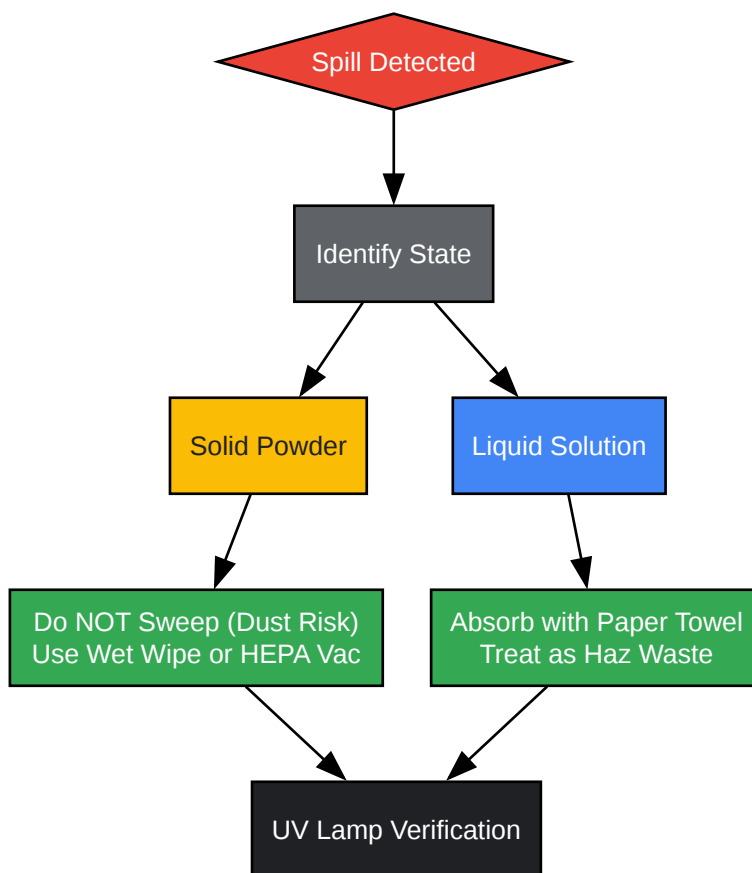 Spill Detected
Identify State
Solid Powder
Liquid Solution
Do NOT Sweep (Dust Risk)
Use Wet Wipe or HEPA Vac
Absorb with Paper Towel
Treat as Haz Waste
UV Lamp Verification